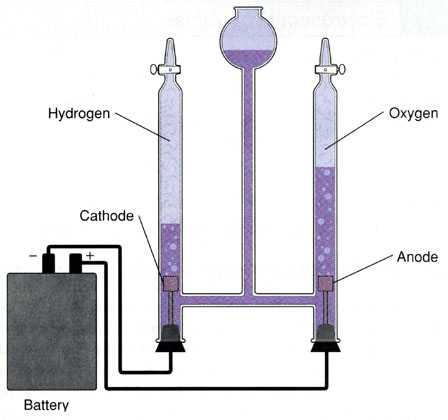 Hydrogen
Oxygen
Cathode
Anode
− +
Battery